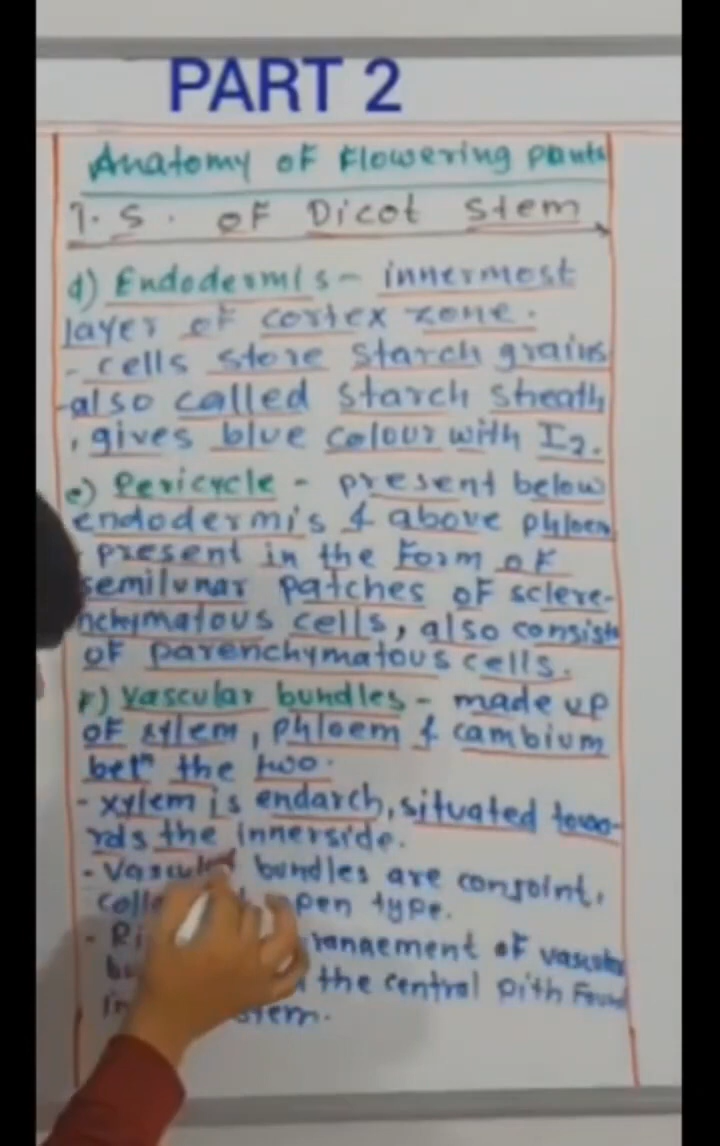 PART 2
Anatomy of Flowering pants
T.S. of Dicot Stem
d) Endodermis- innermost
layer of cortex zone.
- cells store starch grains
-also called starch sheath
, gives blue colour with I2.
e) Pericycle - present below
endodermis & above phloem
present in the form of
semilunar patches of sclere-
nchymatous cells, also consists
of parenchymatous cells.
F) Vascular bundles - made up
of xylem, phloem & cambium
betn the two.
- xylem is endarch, situated towa-
rds the innerside.
- Vascular bundles are conjoint,
open type.
of vascular
the central pith Found
stem.